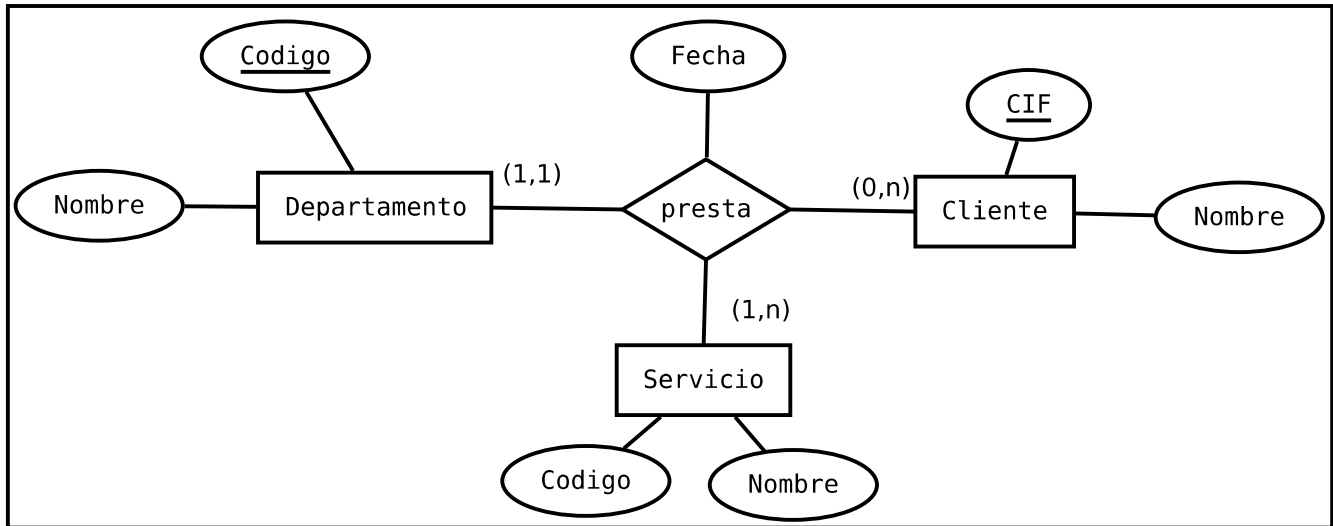 Codigo
Fecha
CIF
Nombre
Departamento
(1,1)
presta
(0,n)
Cliente
Nombre
(1,n)
Servicio
Codigo
Nombre